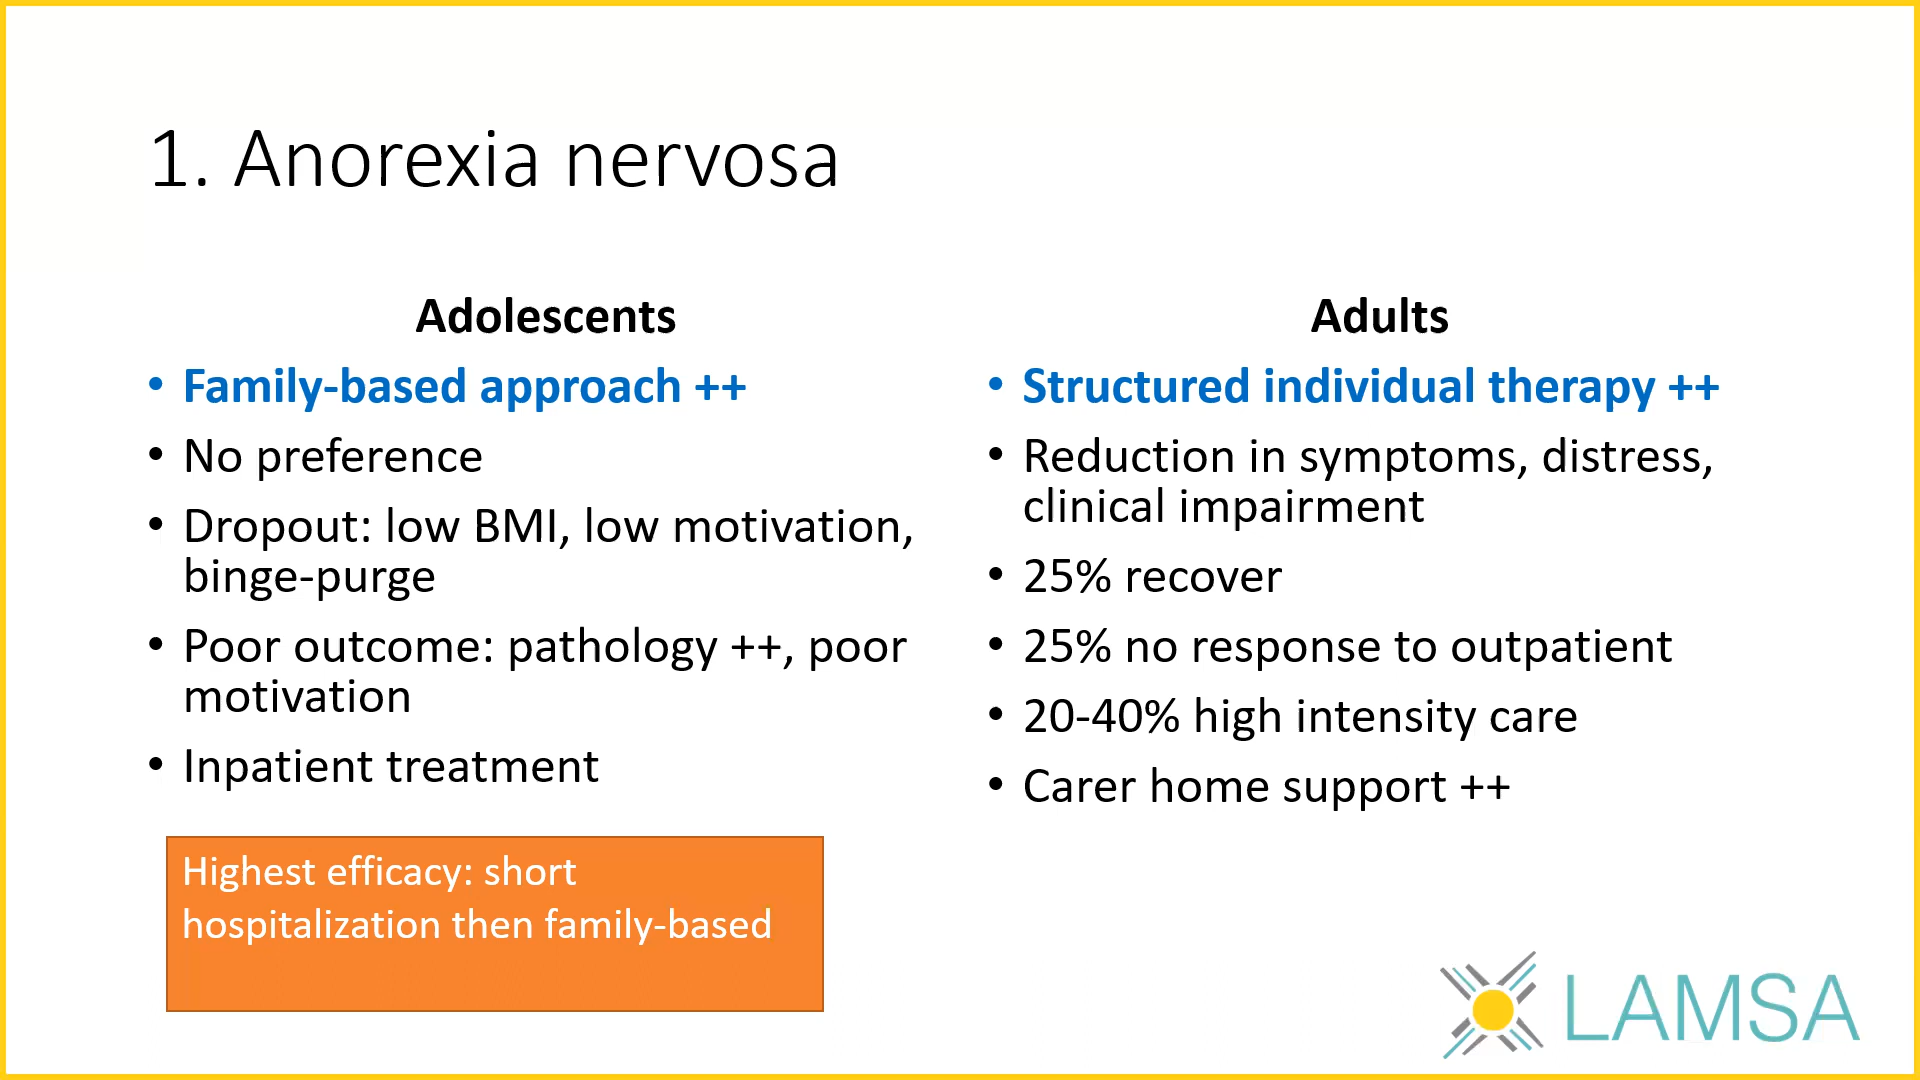 1. Anorexia nervosa
Adolescents
• Family-based approach ++
• No preference
• Dropout: low BMI, low motivation,
binge-purge
• Poor outcome: pathology ++, poor
motivation
• Inpatient treatment
Highest efficacy: short
hospitalization then family-based
Adults
• Structured individual therapy ++
• Reduction in symptoms, distress,
clinical impairment
• 25% recover
• 25% no response to outpatient
• 20-40% high intensity care
• Carer home support ++
LAMSA